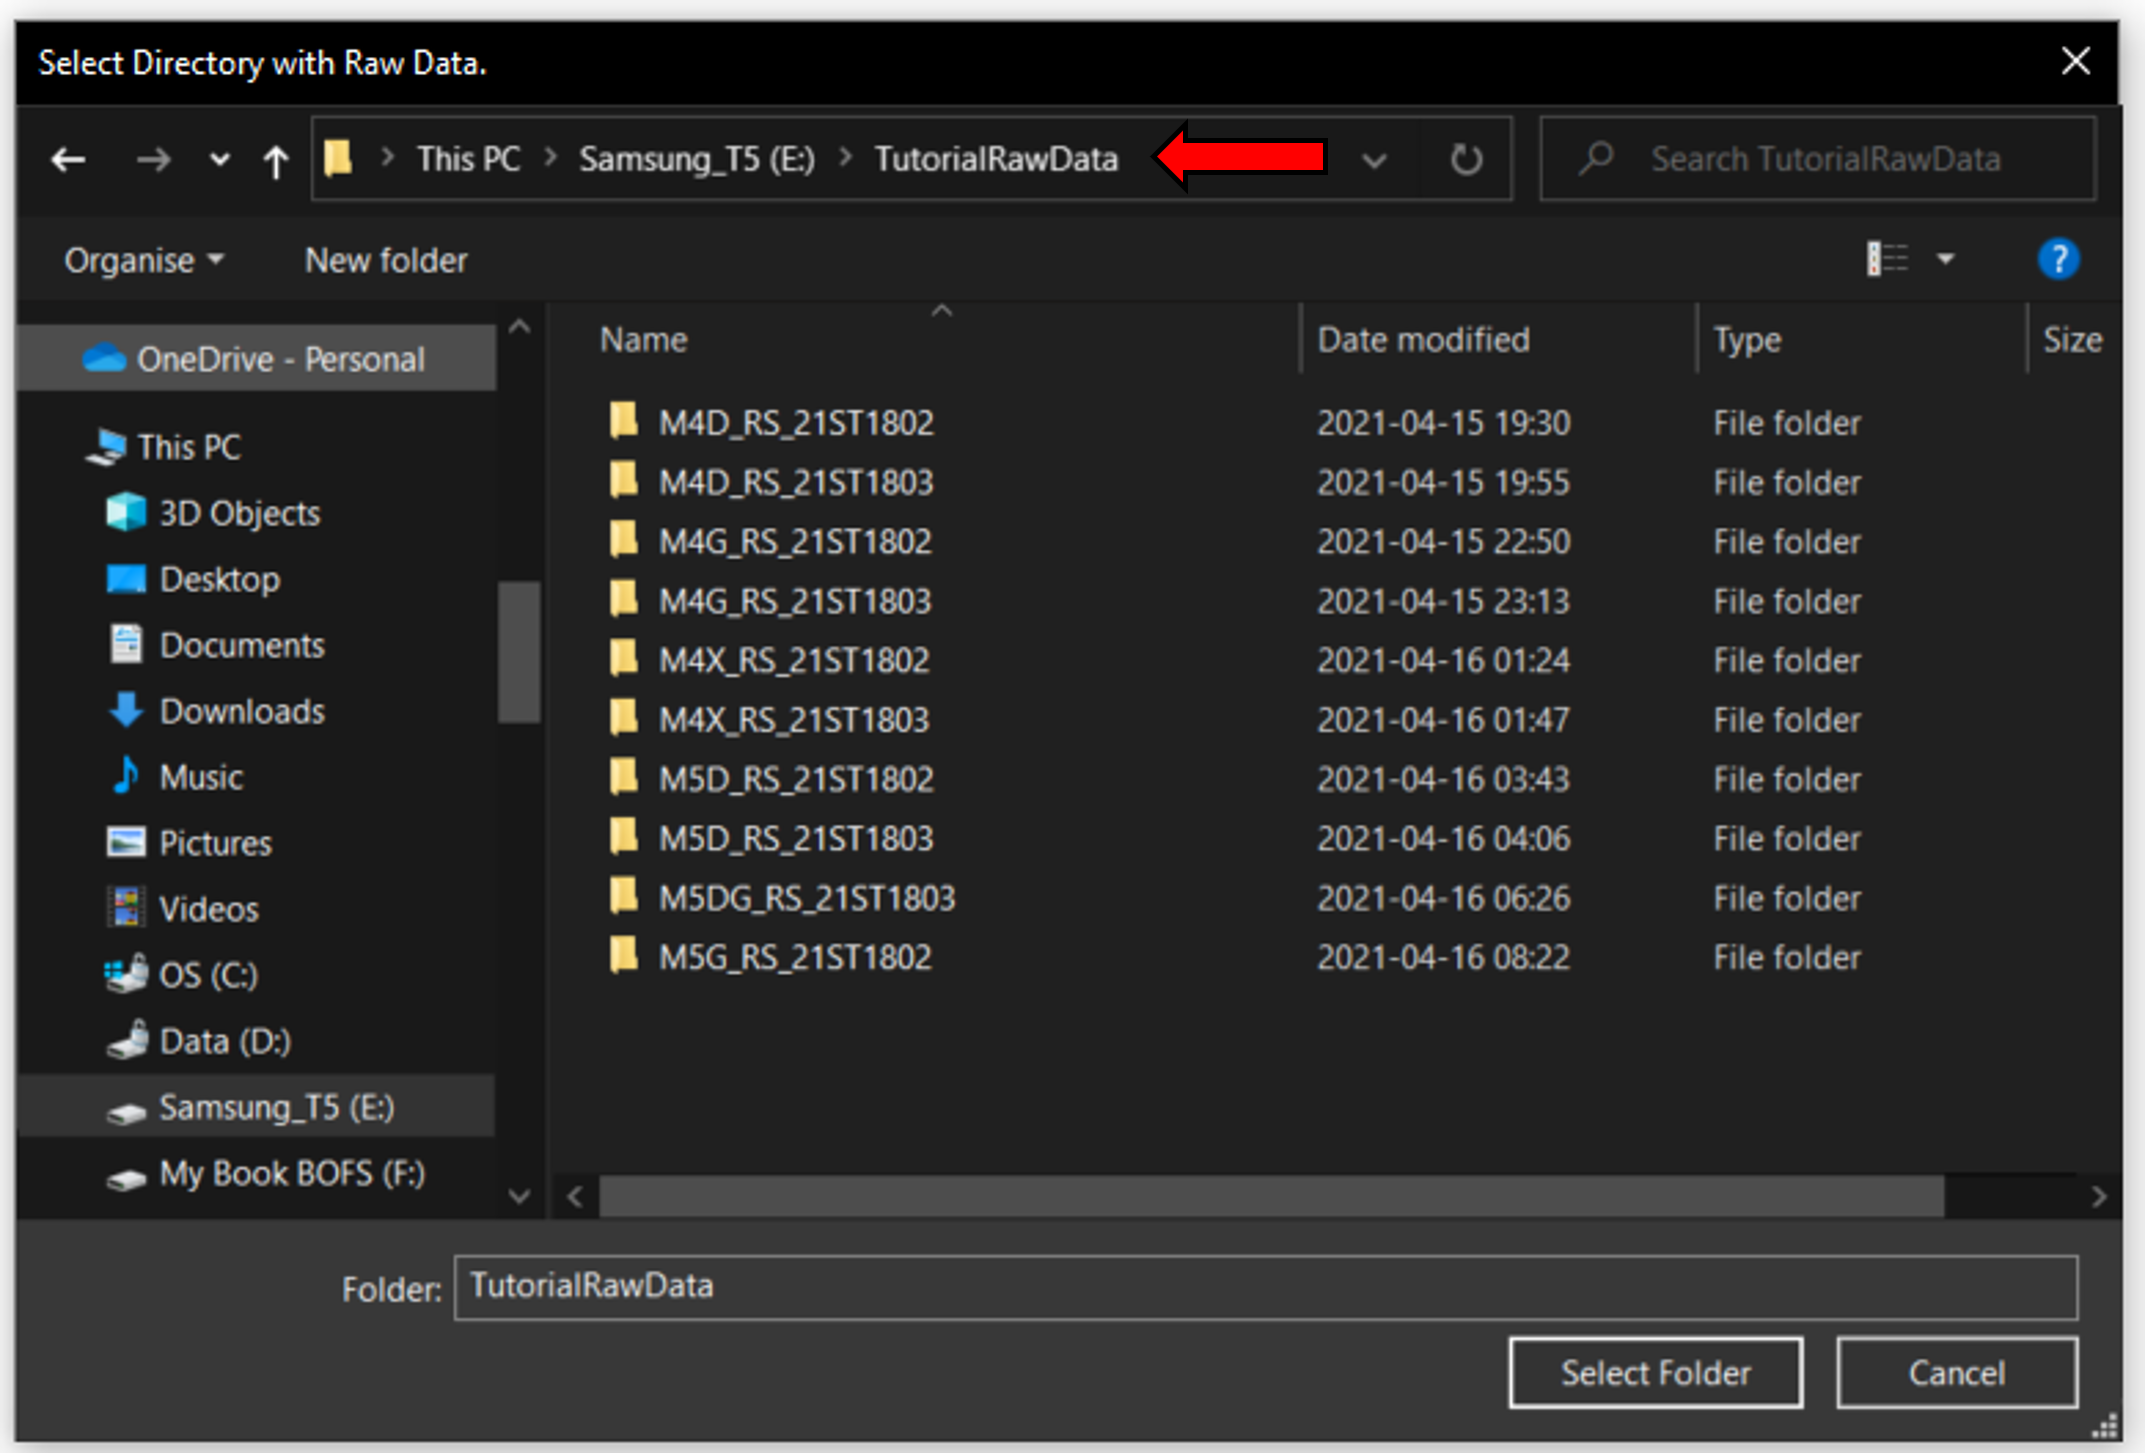 Select Directory with Raw Data.
This PC > Samsung_T5 (E:) > TutorialRawData
Search TutorialRawData
Organise
New folder
?
OneDrive - Personal
This PC
3D Objects
Desktop
Documents
Downloads
Music
Pictures
Videos
OS (C:)
Data (D:)
Samsung_T5 (E:)
My Book BOFS (F:)
Name Date modified Type Size
M4D_RS_21ST1802 2021-04-15 19:30 File folder
M4D_RS_21ST1803 2021-04-15 19:55 File folder
M4G_RS_21ST1802 2021-04-15 22:50 File folder
M4G_RS_21ST1803 2021-04-15 23:13 File folder
M4X_RS_21ST1802 2021-04-16 01:24 File folder
M4X_RS_21ST1803 2021-04-16 01:47 File folder
M5D_RS_21ST1802 2021-04-16 03:43 File folder
M5D_RS_21ST1803 2021-04-16 04:06 File folder
M5DG_RS_21ST1803 2021-04-16 06:26 File folder
M5G_RS_21ST1802 2021-04-16 08:22 File folder
Folder: TutorialRawData
Select Folder
Cancel